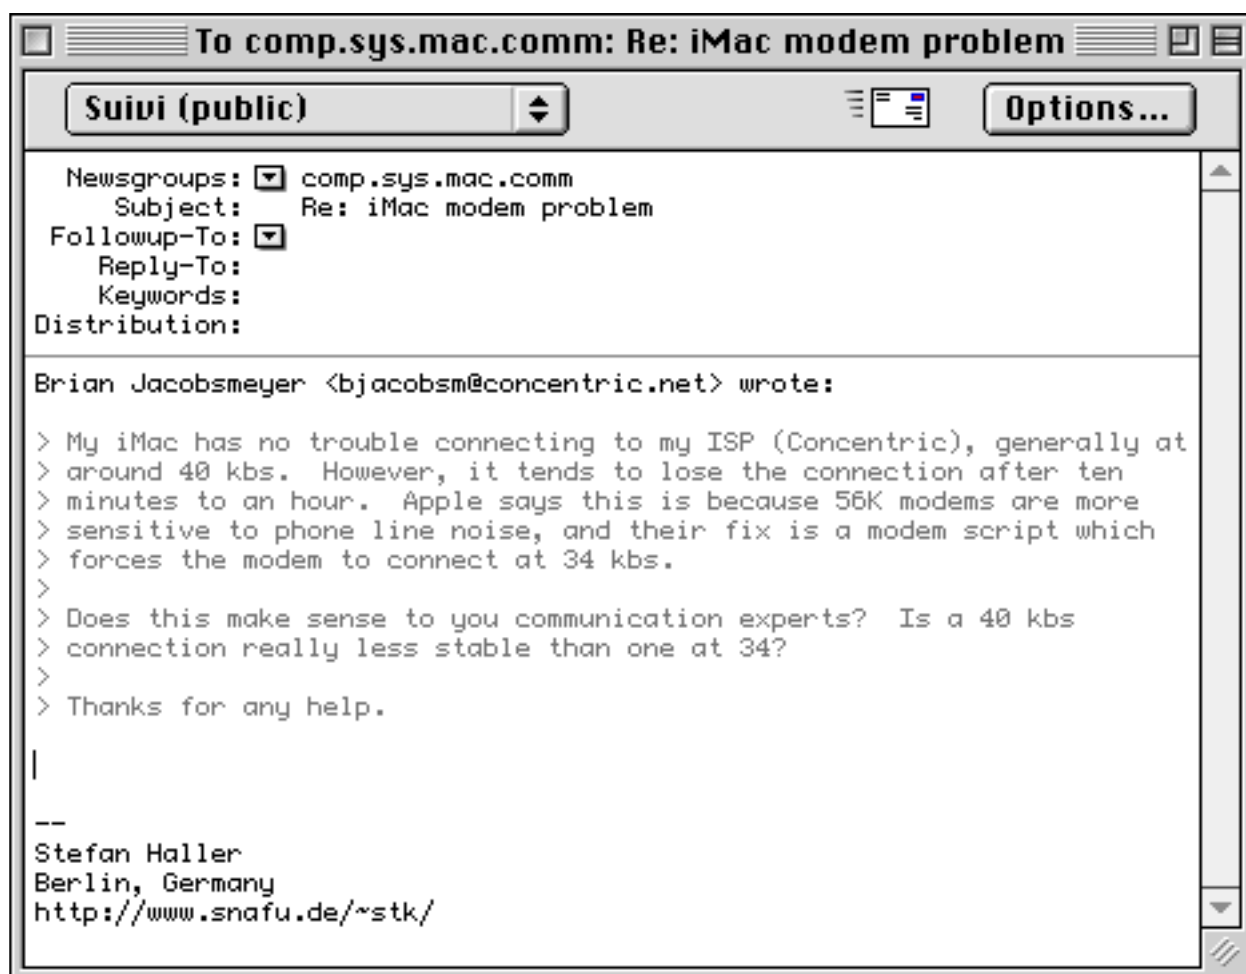 To comp.sys.mac.comm: Re: iMac modem problem
Suivi (public)
Options...
Newsgroups: comp.sys.mac.comm
Subject: Re: iMac modem problem
Followup-To:
Reply-To:
Keywords:
Distribution:
Brian Jacobsmeyer <bjacobsm@concentric.net> wrote:
> My iMac has no trouble connecting to my ISP (Concentric), generally at
> around 40 kbs.  However, it tends to lose the connection after ten
> minutes to an hour.  Apple says this is because 56K modems are more
> sensitive to phone line noise, and their fix is a modem script which
> forces the modem to connect at 34 kbs.
>
> Does this make sense to you communication experts?  Is a 40 kbs
> connection really less stable than one at 34?
>
> Thanks for any help.
--
Stefan Haller
Berlin, Germany
http://www.snafu.de/~stk/